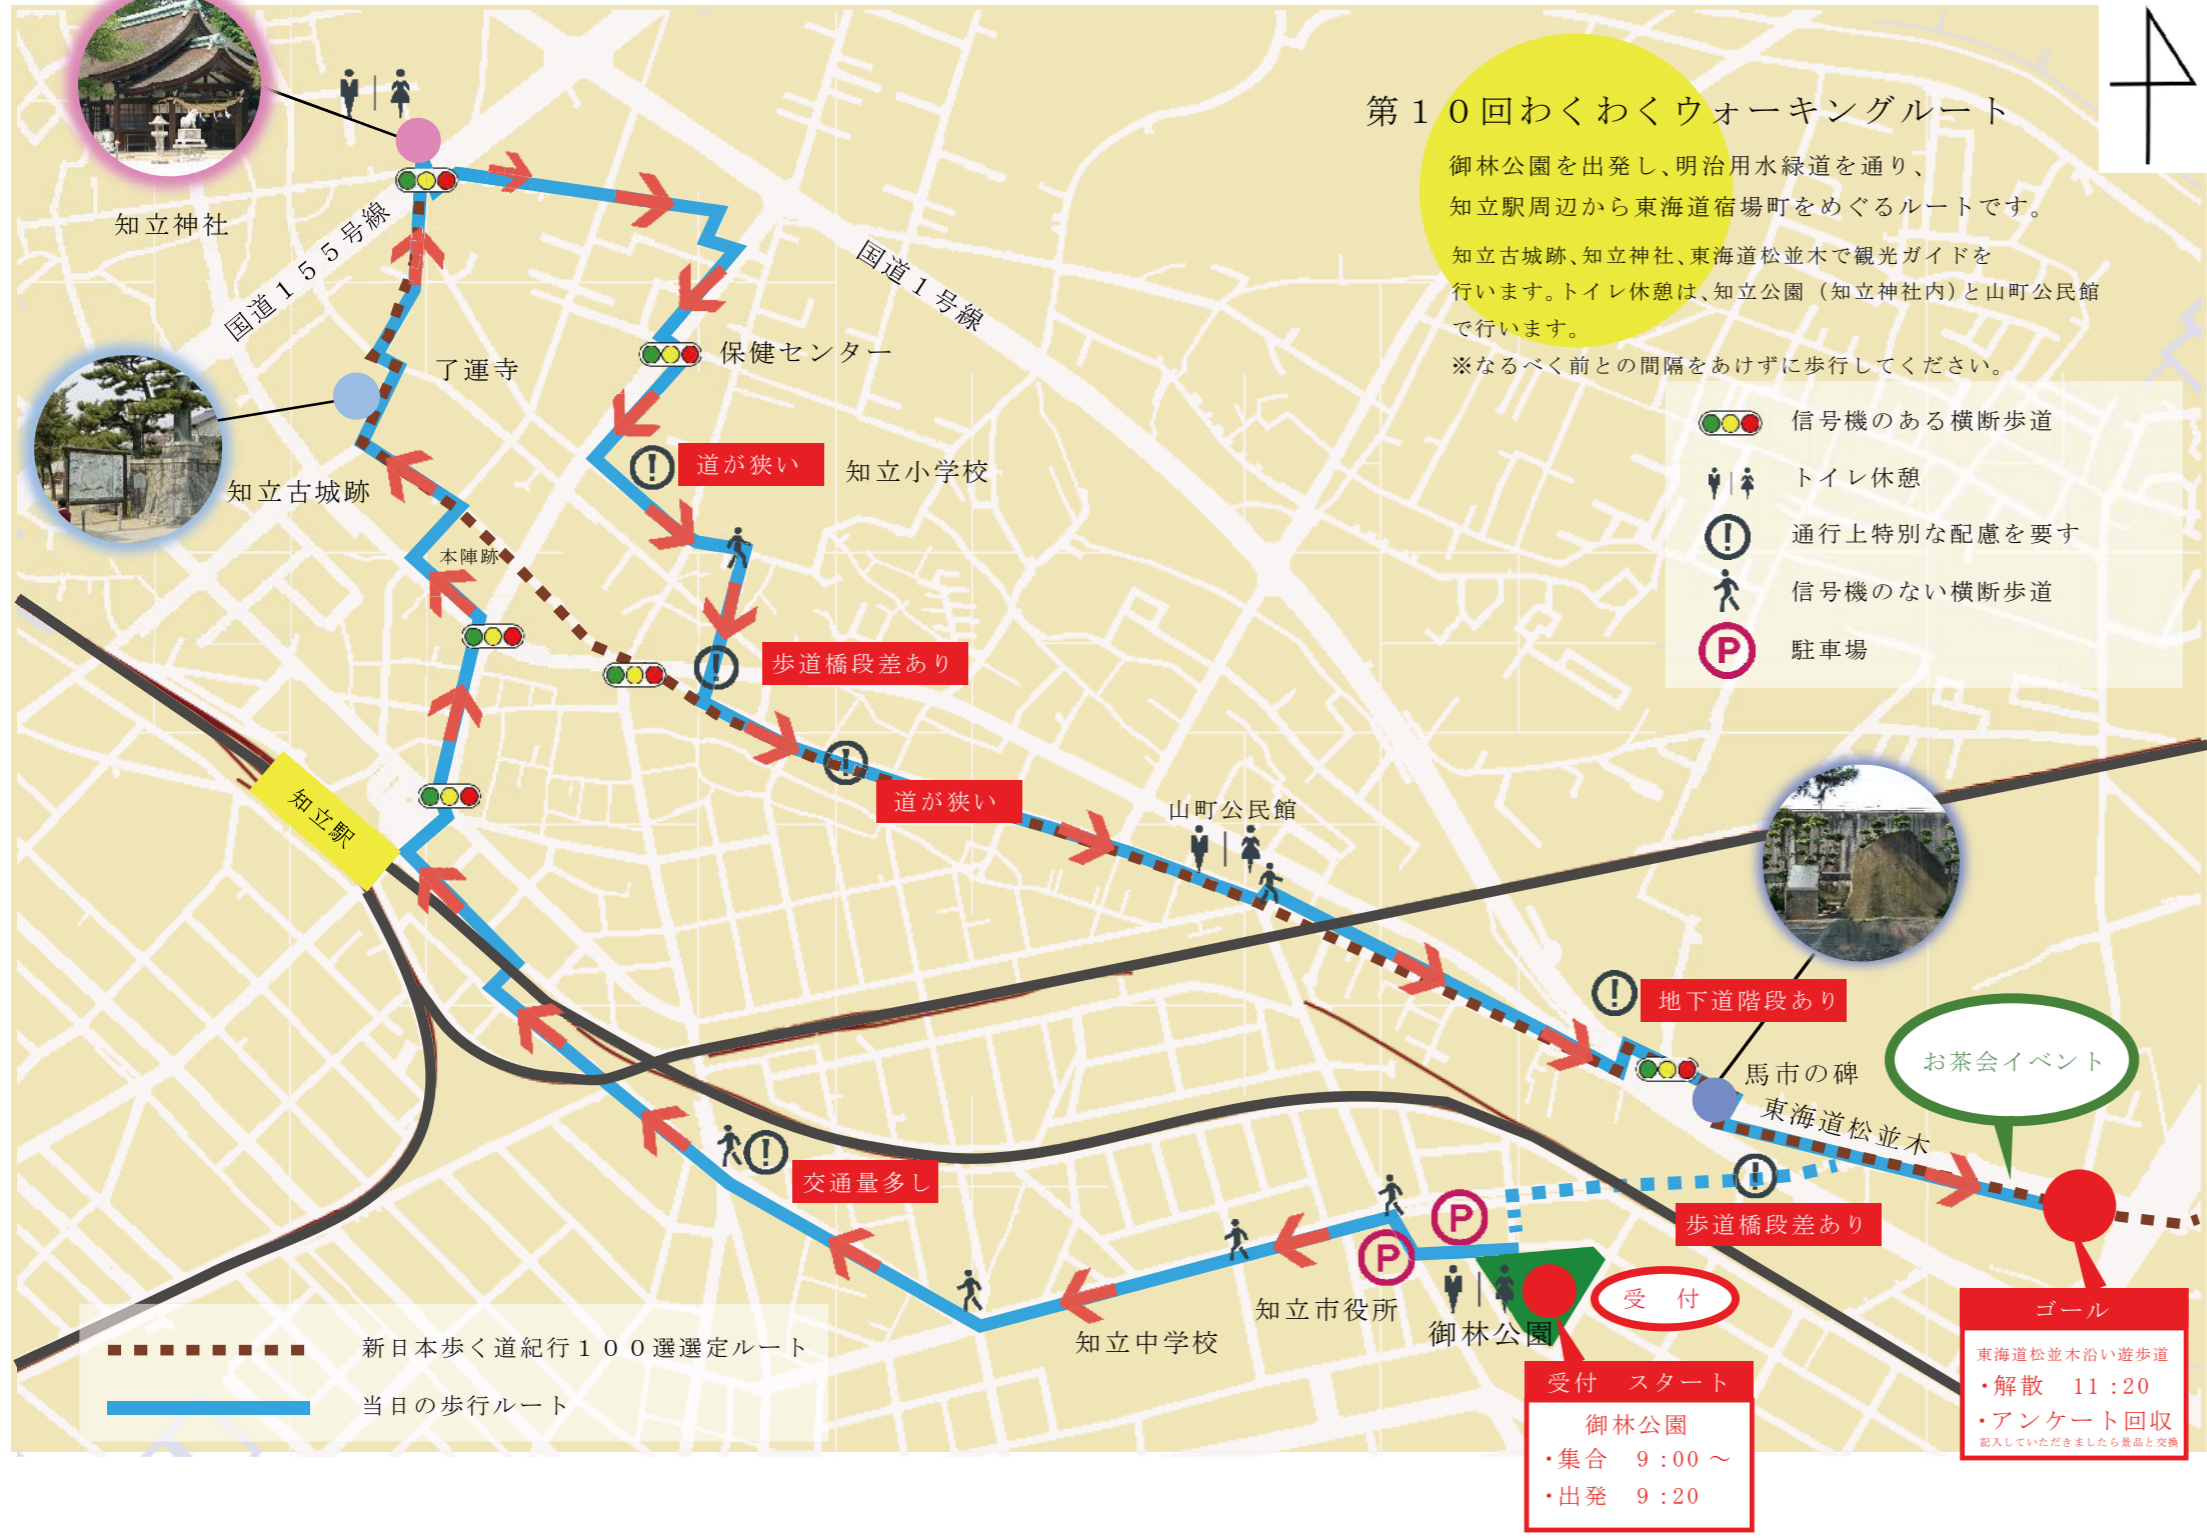 第１０回わくわくウォーキングルート
御林公園を出発し、明治用水緑道を通り、
知立駅周辺から東海道宿場町をめぐるルートです。
知立古城跡、知立神社、東海道松並木で観光ガイドを
行います。トイレ休憩は、知立公園（知立神社内）と山町公民館
で行います。
※なるべく前との間隔をあけずに歩行してください。
信号機のある横断歩道
トイレ休憩
通行上特別な配慮を要す
信号機のない横断歩道
P 駐車場
知立神社
国道１５５号線
国道１号線
了運寺
保健センター
道が狭い
知立小学校
知立古城跡
本陣跡
歩道橋段差あり
道が狭い
知立駅
山町公民館
地下道階段あり
馬市の碑
東海道松並木
お茶会イベント
交通量多し
歩道橋段差あり
P
P
知立市役所
知立中学校
御林公園
受　付
受付　スタート
御林公園
・集合　9:00～
・出発　9:20
ゴール
東海道松並木沿い遊歩道
・解散　11:20
・アンケート回収
記入していただきましたら景品と交換
新日本歩く道紀行１００選選定ルート
当日の歩行ルート